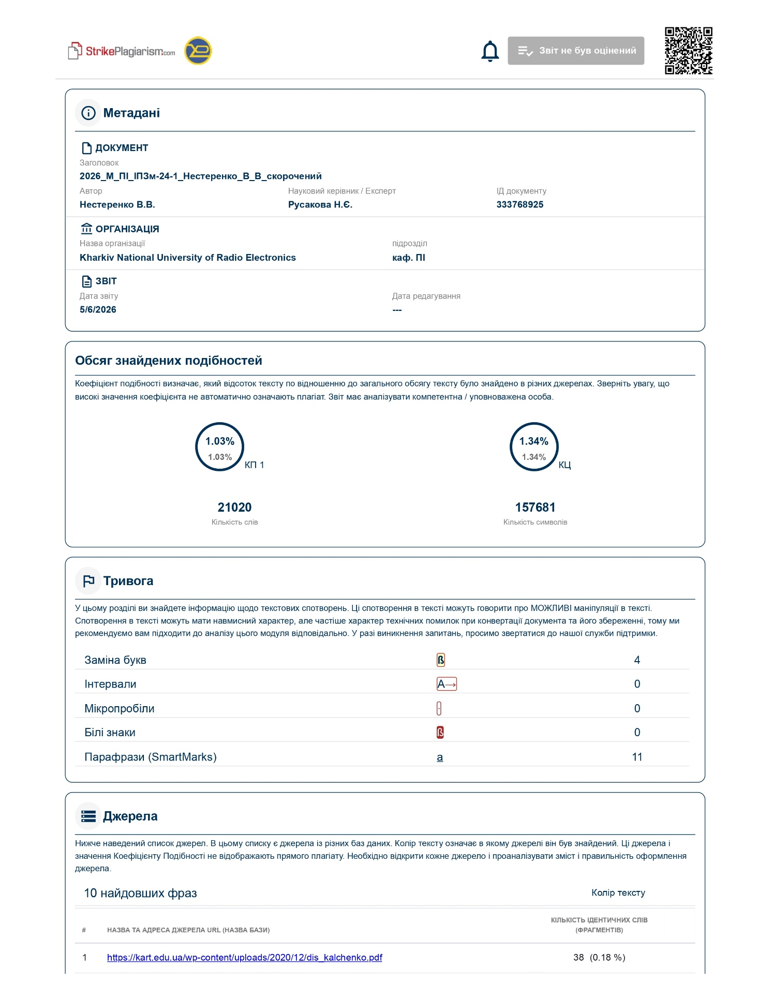 StrikePlagiarism.com
Звіт не був оцінений
Метадані
ДОКУМЕНТ
Заголовок
2026_М_ПІ_ІПЗм-24-1_Нестеренко_В_В_скорочений
Автор Науковий керівник / Експерт ІД документу
Нестеренко В.В. Русакова Н.Є. 333768925
ОРГАНІЗАЦІЯ
Назва організації підрозділ
Kharkiv National University of Radio Electronics каф. ПІ
ЗВІТ
Дата звіту Дата редагування
5/6/2026 ---
Обсяг знайдених подібностей
Коефіцієнт подібності визначає, який відсоток тексту по відношенню до загального обсягу тексту було знайдено в різних джерелах. Зверніть увагу, що
високі значення коефіцієнта не автоматично означають плагіат. Звіт має аналізувати компетентна / уповноважена особа.
1.03% 1.34%
1.03% 1.34%
КП 1 КЦ
21020 157681
Кількість слів Кількість символів
Тривога
У цьому розділі ви знайдете інформацію щодо текстових спотворень. Ці спотворення в тексті можуть говорити про МОЖЛИВІ маніпуляції в тексті.
Спотворення в тексті можуть мати навмисний характер, але частіше характер технічних помилок при конвертації документа та його збереженні, тому ми
рекомендуємо вам підходити до аналізу цього модуля відповідально. У разі виникнення запитань, просимо звертатися до нашої служби підтримки.
Заміна букв ß 4
Інтервали A→ 0
Мікропробіли · 0
Білі знаки ß 0
Парафрази (SmartMarks) a 11
Джерела
Нижче наведений список джерел. В цьому списку є джерела із різних баз даних. Колір тексту означає в якому джерелі він був знайдений. Ці джерела і
значення Коефіцієнту Подібності не відображають прямого плагіату. Необхідно відкрити кожне джерело і проаналізувати зміст і правильність оформлення
джерела.
10 найдовших фраз Колір тексту
КІЛЬКІСТЬ ІДЕНТИЧНИХ СЛІВ
# НАЗВА ТА АДРЕСА ДЖЕРЕЛА URL (НАЗВА БАЗИ) (ФРАГМЕНТІВ)
1 https://kart.edu.ua/wp-content/uploads/2020/12/dis_kalchenko.pdf 38 (0.18 %)